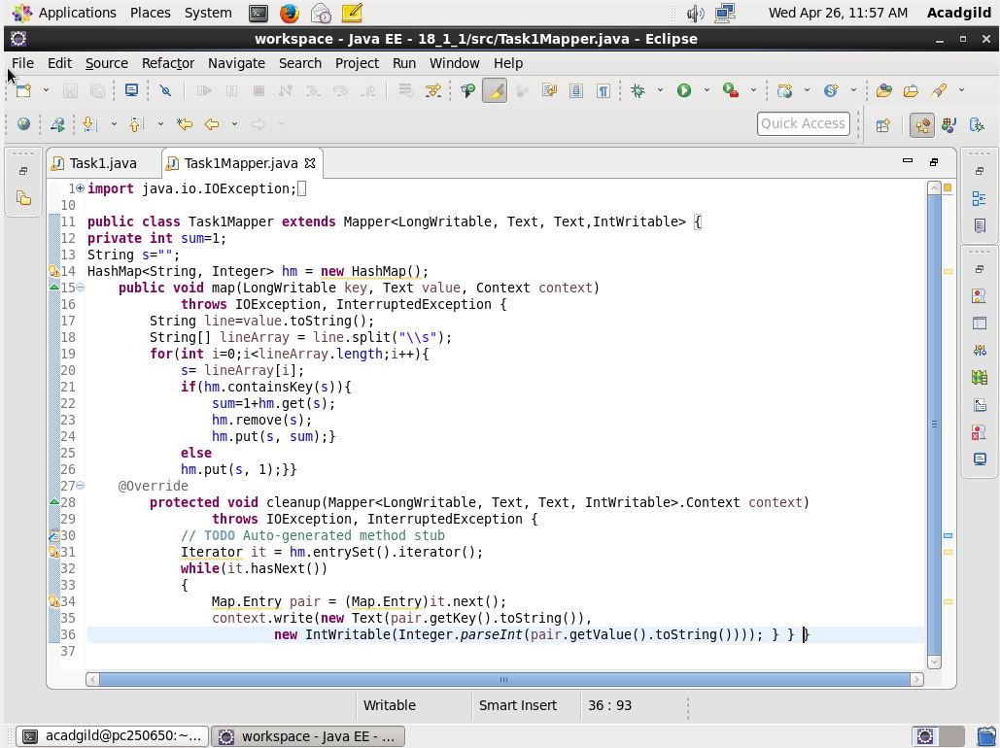 Applications Places System Wed Apr 26, 11:57 AM Acadgild
workspace - Java EE - 18_1_1/src/Task1Mapper.java - Eclipse
File Edit Source Refactor Navigate Search Project Run Window Help
Quick Access
Task1.java Task1Mapper.java
1 import java.io.IOException;
10
11 public class Task1Mapper extends Mapper<LongWritable, Text, Text,IntWritable> {
12 private int sum=1;
13 String s="";
14 HashMap<String, Integer> hm = new HashMap();
15     public void map(LongWritable key, Text value, Context context)
16             throws IOException, InterruptedException {
17         String line=value.toString();
18         String[] lineArray = line.split("\\s");
19         for(int i=0;i<lineArray.length;i++){
20             s= lineArray[i];
21             if(hm.containsKey(s)){
22                 sum=1+hm.get(s);
23                 hm.remove(s);
24                 hm.put(s, sum);}
25             else
26             hm.put(s, 1);}}
27     @Override
28         protected void cleanup(Mapper<LongWritable, Text, Text, IntWritable>.Context context)
29                 throws IOException, InterruptedException {
30             // TODO Auto-generated method stub
31             Iterator it = hm.entrySet().iterator();
32             while(it.hasNext())
33             {
34                 Map.Entry pair = (Map.Entry)it.next();
35                 context.write(new Text(pair.getKey().toString()),
36                         new IntWritable(Integer.parseInt(pair.getValue().toString()))); } } }
37
Writable Smart Insert 36 : 93
acadgild@pc250650:~... workspace - Java EE - ...